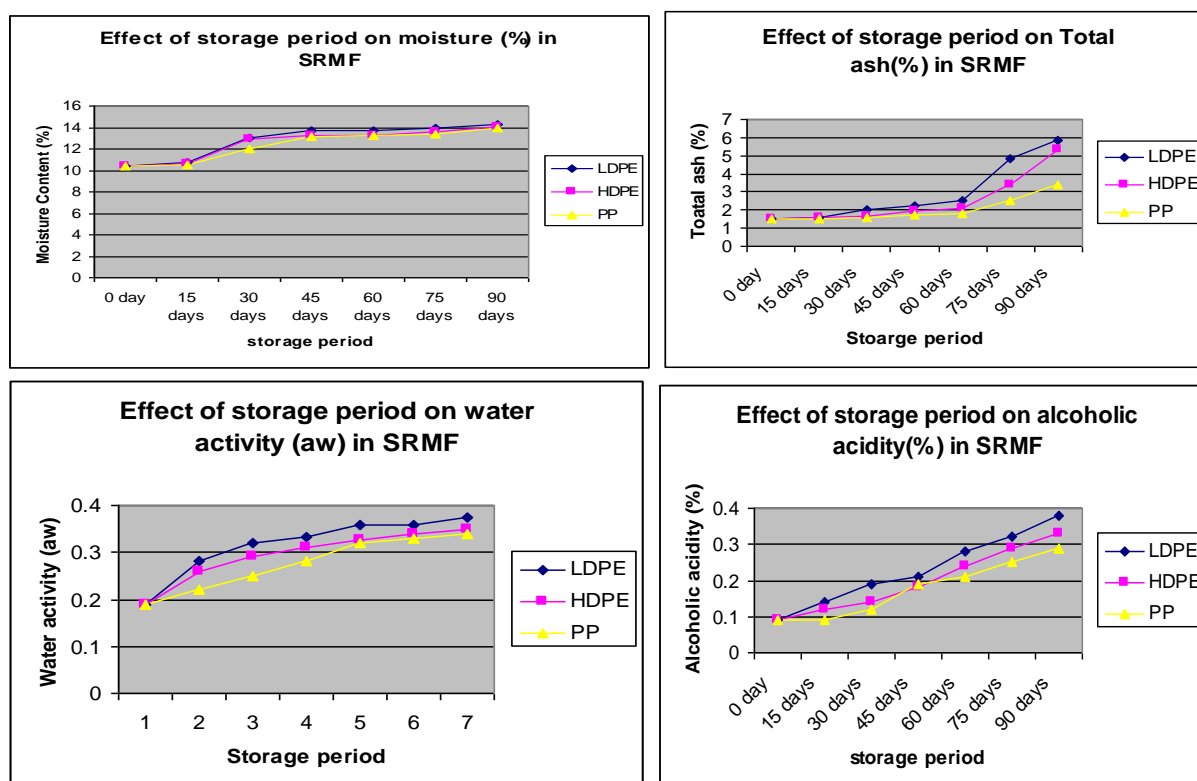 Effect of storage period on moisture (%) in
SRMF
Moisture Content (%)
16
14
12
10
8
6
4
2
0
0 day
15 days
30 days
45 days
60 days
75 days
90 days
storage period
LDPE
HDPE
PP
Effect of storage period on Total
ash(%) in SRMF
Toatal ash (%)
7
6
5
4
3
2
1
0
0 day
15 days
30 days
45 days
60 days
75 days
90 days
Stoarge period
LDPE
HDPE
PP
Effect of storage period on water
activity (aw) in SRMF
Water activity (aw)
0.4
0.3
0.2
0.1
0
1 2 3 4 5 6 7
Storage period
LDPE
HDPE
PP
Effect of storage period on alcoholic
acidity(%) in SRMF
Alcoholic acidity (%)
0.4
0.3
0.2
0.1
0
0 day
15 days
30 days
45 days
60 days
75 days
90 days
storage period
LDPE
HDPE
PP